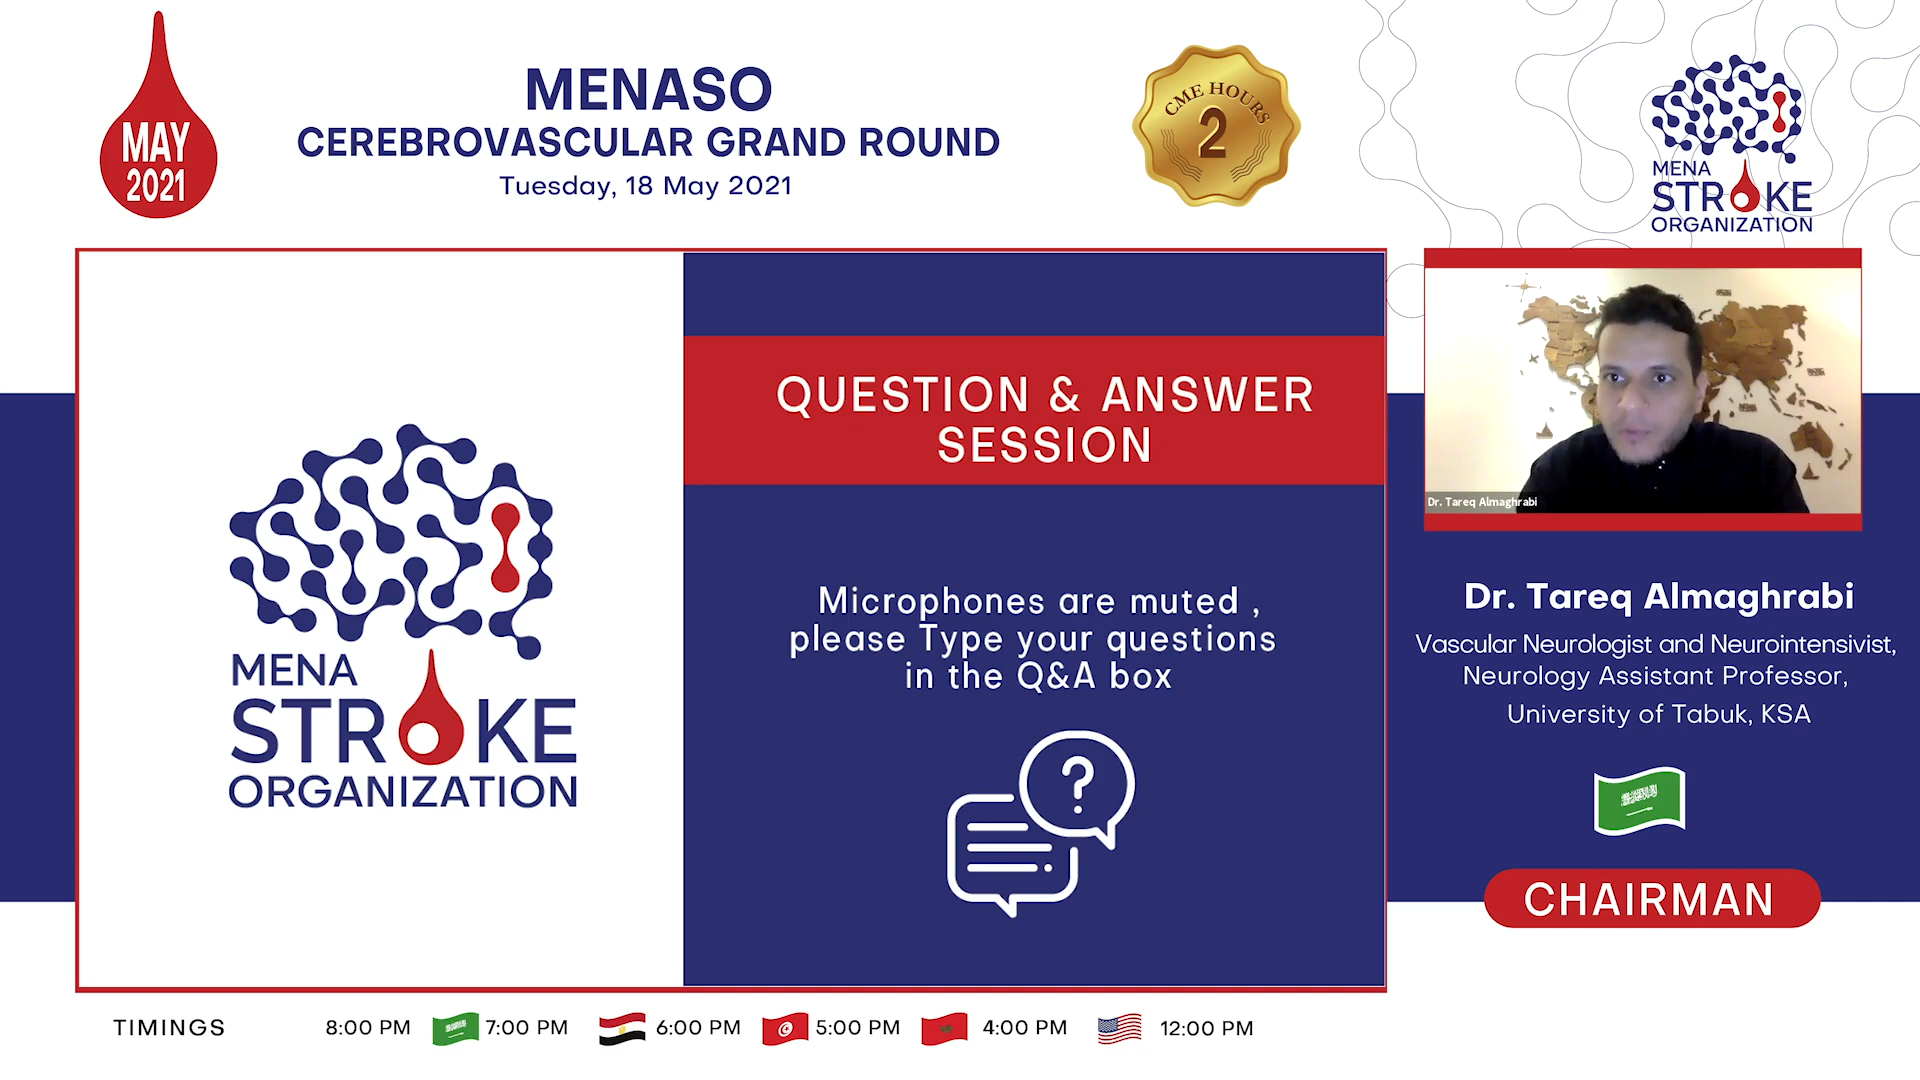 MAY
2021
MENASO
CEREBROVASCULAR GRAND ROUND
Tuesday, 18 May 2021
CME HOURS
2
MENA
STROKE
ORGANIZATION
MENA
STROKE
ORGANIZATION
QUESTION & ANSWER
SESSION
Microphones are muted ,
please Type your questions
in the Q&A box
?
Dr. Tareq Almaghrabi
Dr. Tareq Almaghrabi
Vascular Neurologist and Neurointensivist,
Neurology Assistant Professor,
University of Tabuk, KSA
CHAIRMAN
TIMINGS 8:00 PM 7:00 PM 6:00 PM 5:00 PM 4:00 PM 12:00 PM